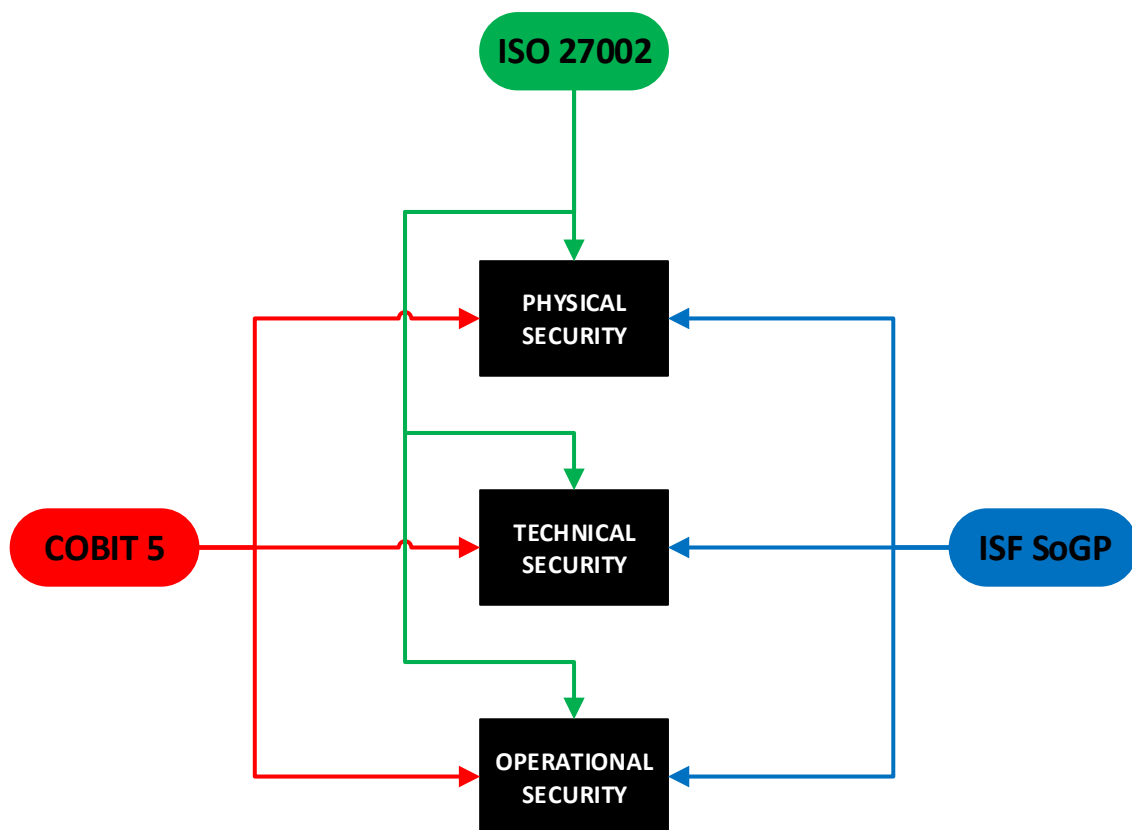 ISO 27002
PHYSICAL
SECURITY
COBIT 5
TECHNICAL
SECURITY
ISF SoGP
OPERATIONAL
SECURITY